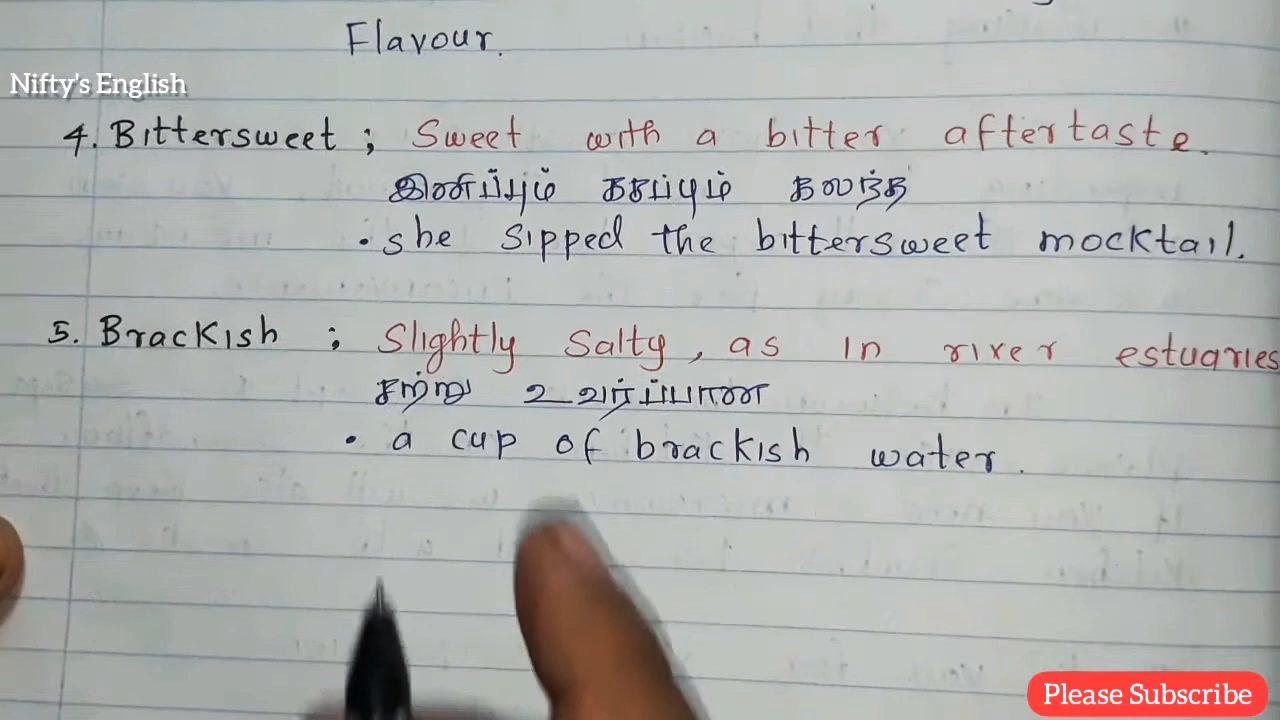 Flavour.
Nifty's English
4. Bittersweet ; Sweet with a bitter aftertaste.
இனிப்பும் கசப்பும் கலந்த
• she sipped the bittersweet mocktail.
5. Brackish ; Slightly Salty, as in river estuaries
சற்று உவர்ப்பான
• a cup of brackish water.
Please Subscribe